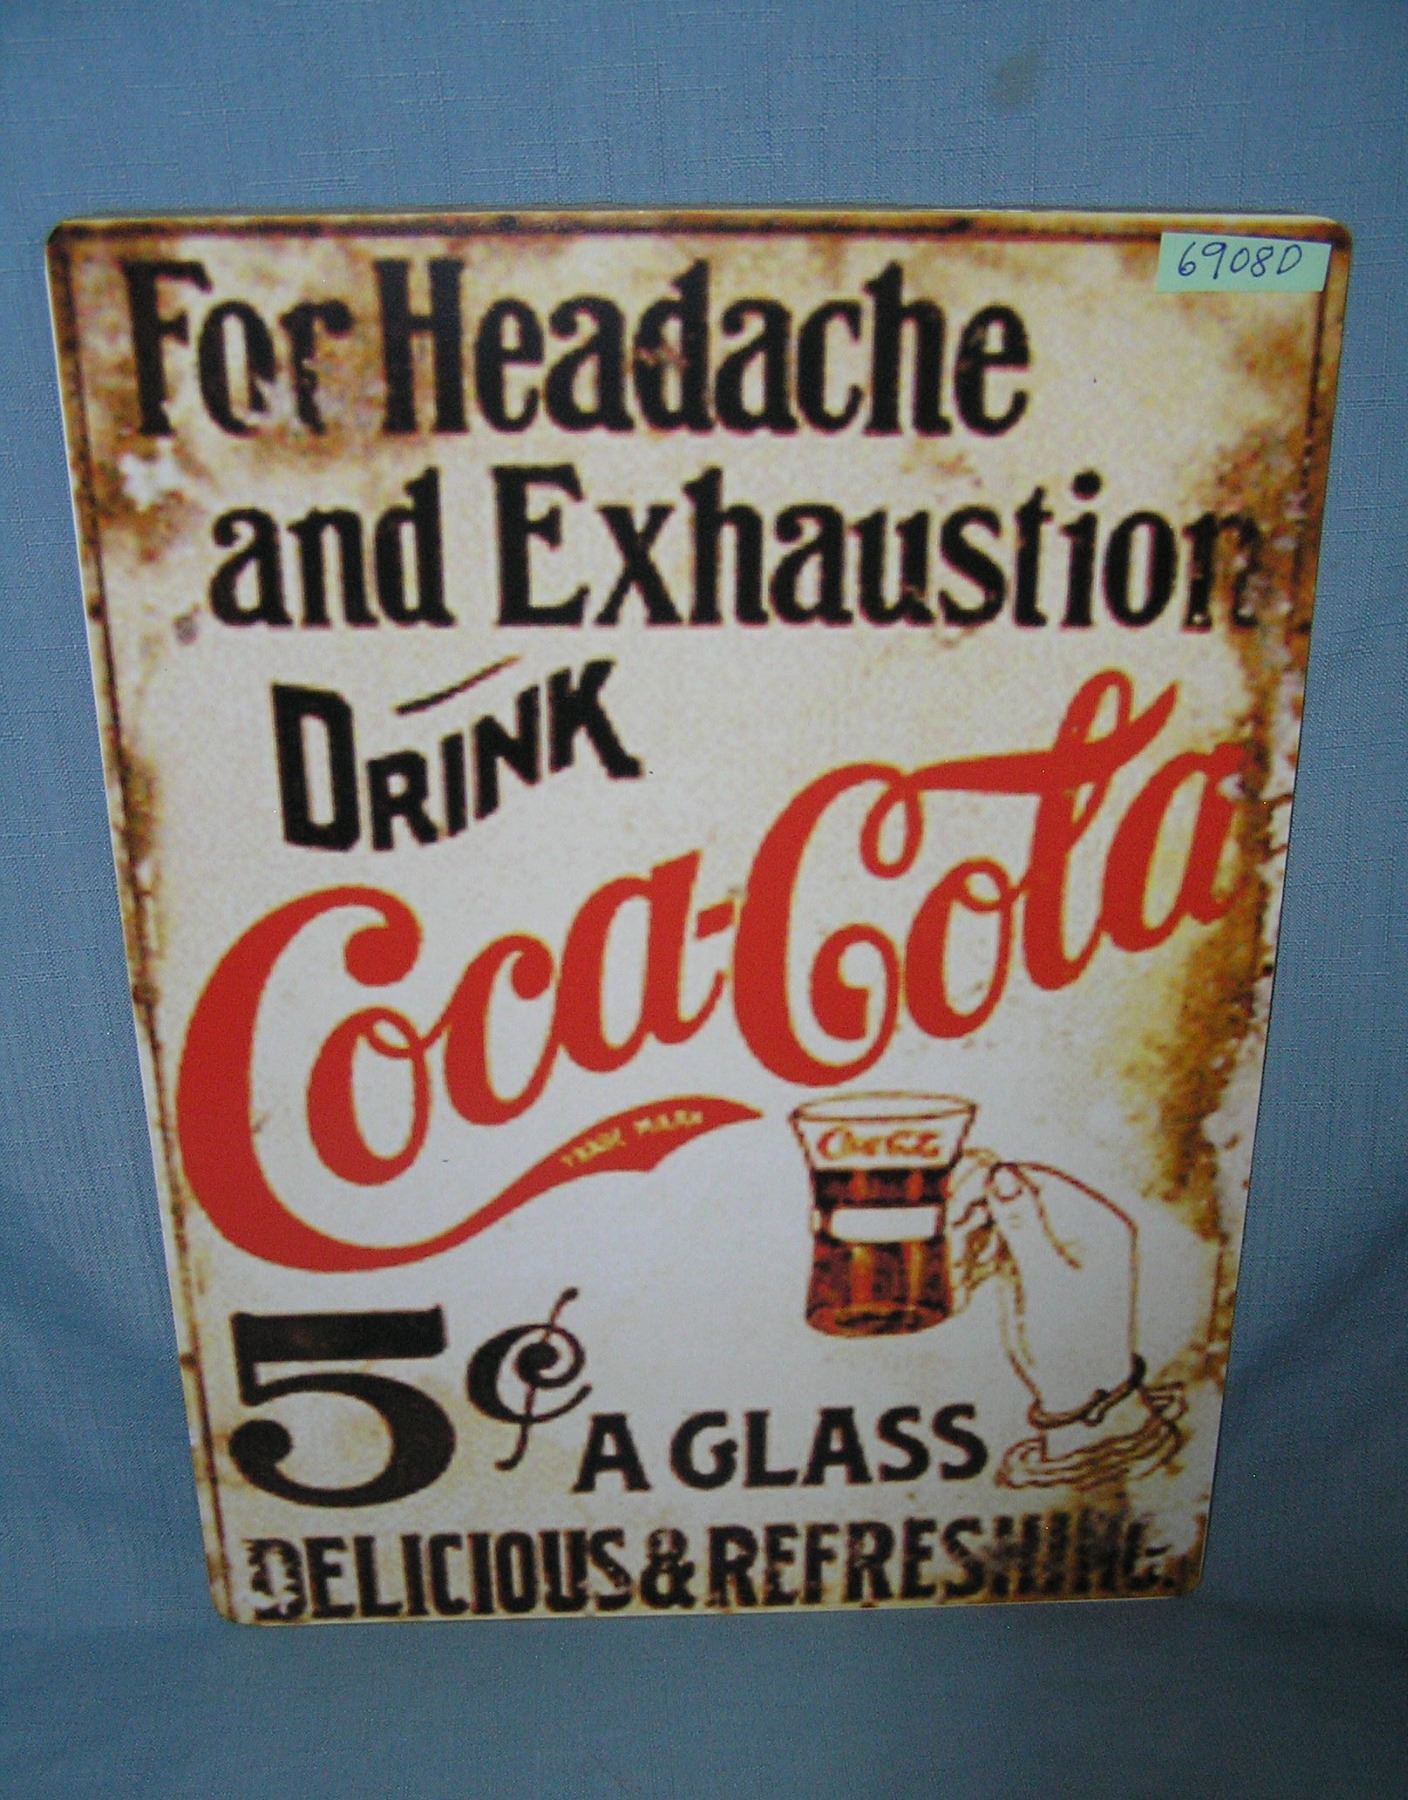 69080
For Headache
and Exhaustion
DRINK
Coca-Cola
TRADE MARK
Coca-Cola
5¢ A GLASS
DELICIOUS & REFRESHING.